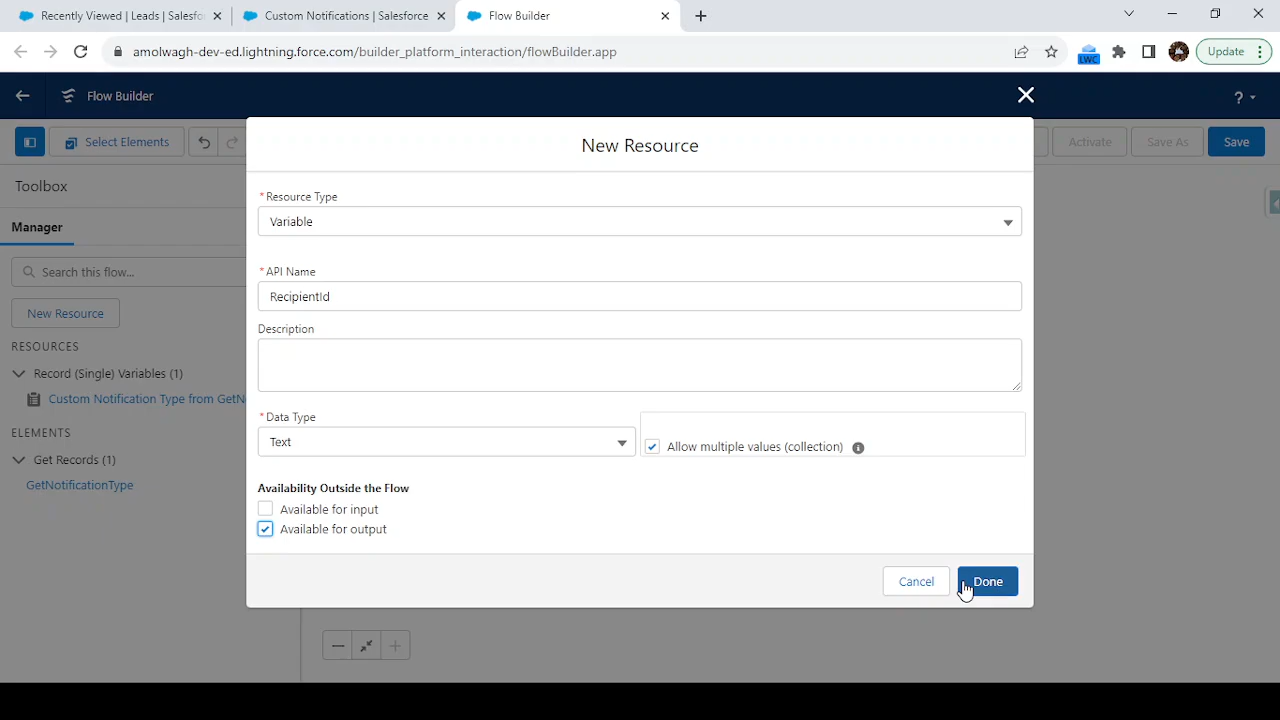 Recently Viewed | Leads | Salesfo
Custom Notifications | Salesforce
Flow Builder
amolwagh-dev-ed.lightning.force.com/builder_platform_interaction/flowBuilder.app
LWC
Update
Flow Builder
?
New Resource
Select Elements
Activate
Save As
Save
Toolbox
Manager
Search this flow...
New Resource
RESOURCES
Record (Single) Variables (1)
Custom Notification Type from GetN
ELEMENTS
Get Records (1)
GetNotificationType
* Resource Type
Variable
* API Name
RecipientId
Description
* Data Type
Text
Allow multiple values (collection)
Availability Outside the Flow
Available for input
Available for output
Cancel
Done